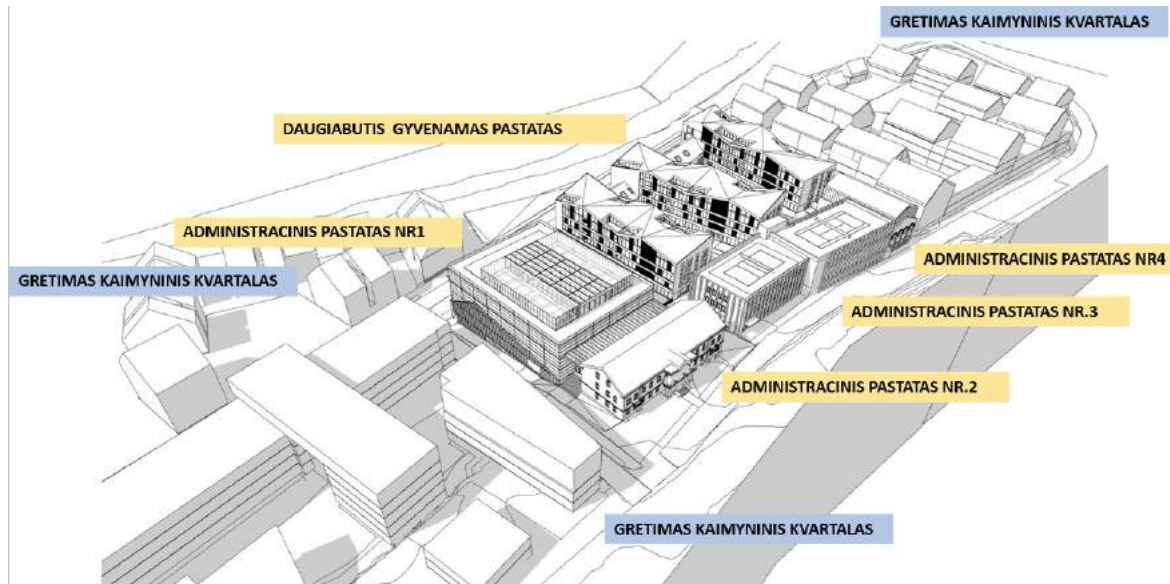 GRETIMAS KAIMYNINIS KVARTALAS
DAUGIABUTIS GYVENAMAS PASTATAS
ADMINISTRACINIS PASTATAS NR1
GRETIMAS KAIMYNINIS KVARTALAS
ADMINISTRACINIS PASTATAS NR4
ADMINISTRACINIS PASTATAS NR.3
ADMINISTRACINIS PASTATAS NR.2
GRETIMAS KAIMYNINIS KVARTALAS